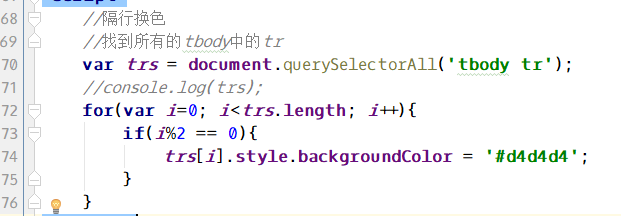 68 //隔行换色
69 //找到所有的tbody中的tr
70 var trs = document.querySelectorAll('tbody tr');
71 //console.log(trs);
72 for(var i=0; i<trs.length; i++){
73 if(i%2 == 0){
74 trs[i].style.backgroundColor = '#d4d4d4';
75 }
76 }